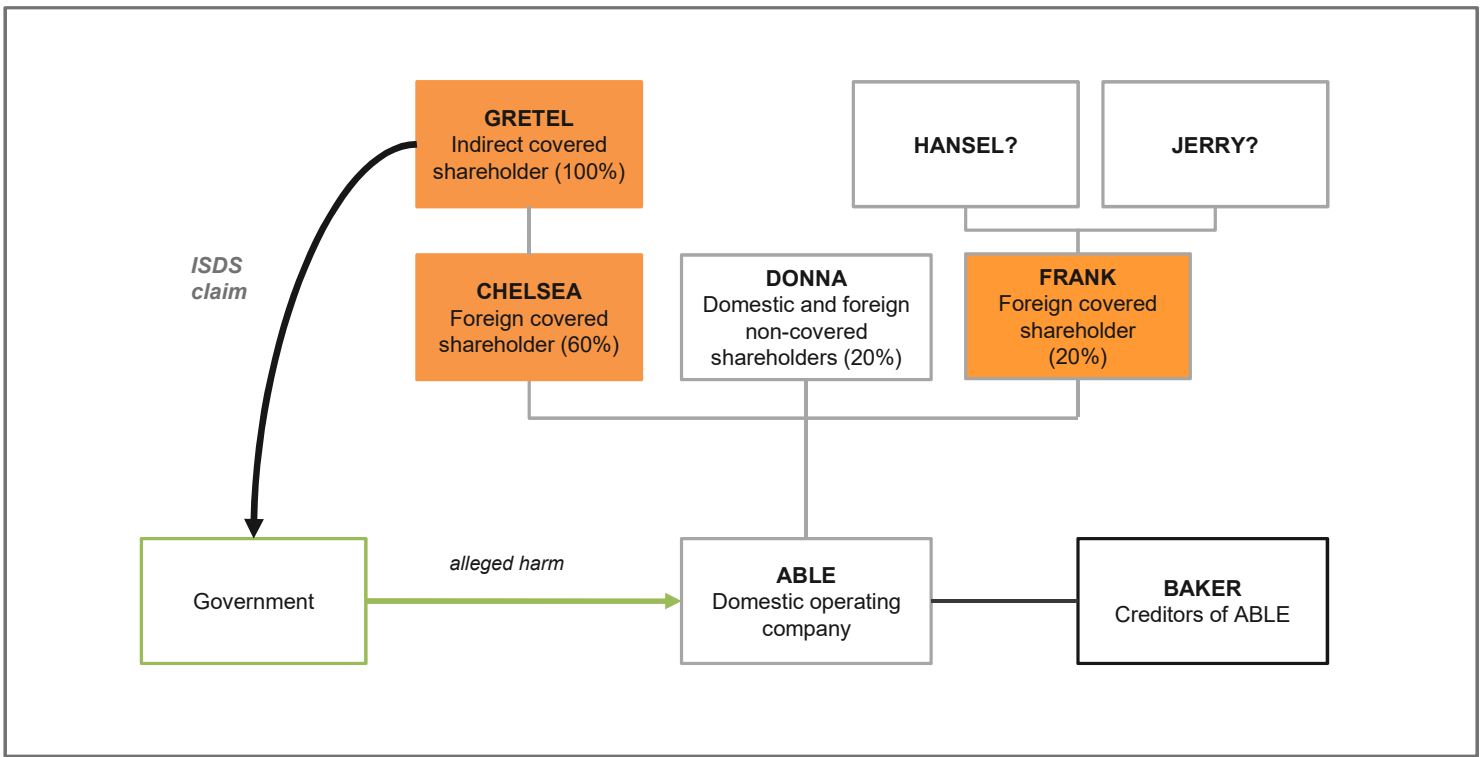 GRETEL
Indirect covered
shareholder (100%)
HANSEL?
JERRY?
ISDS
claim
CHELSEA
Foreign covered
shareholder (60%)
DONNA
Domestic and foreign
non-covered
shareholders (20%)
FRANK
Foreign covered
shareholder
(20%)
Government
alleged harm
ABLE
Domestic operating
company
BAKER
Creditors of ABLE